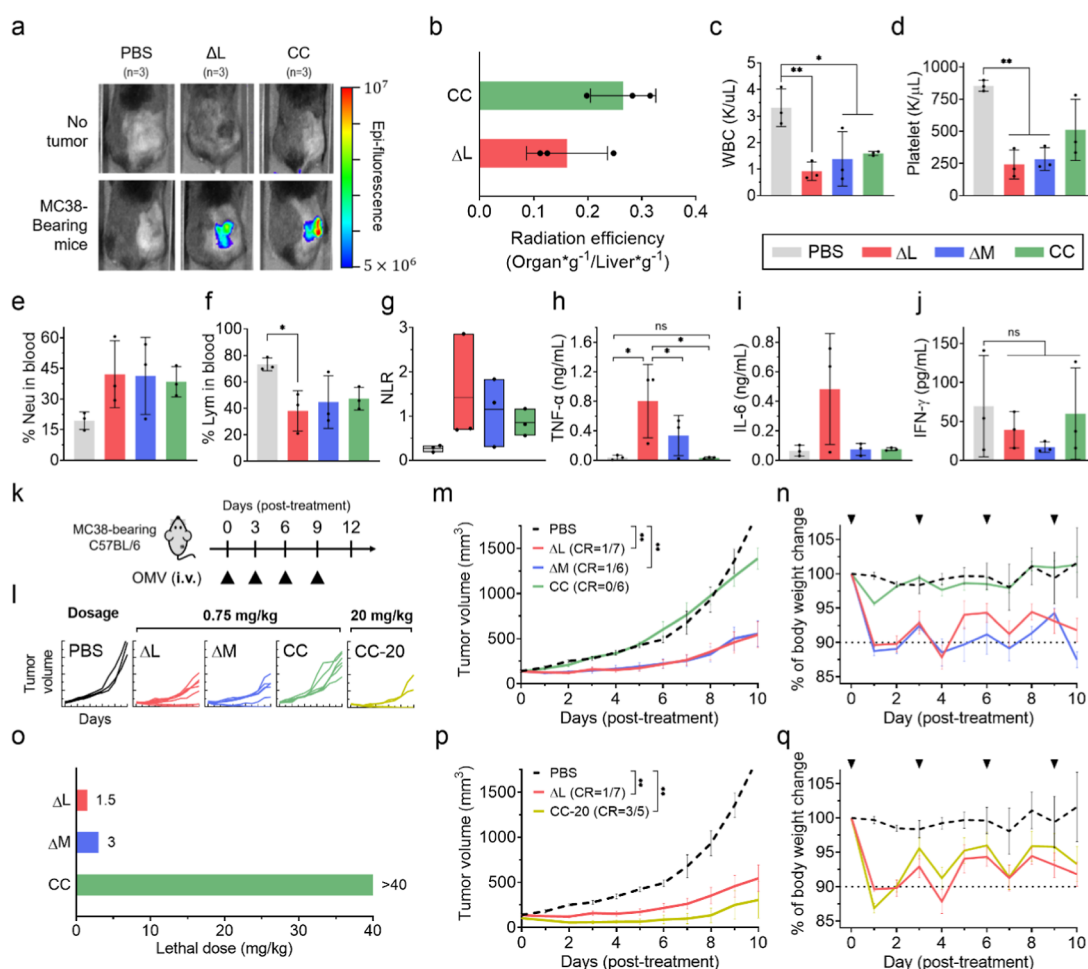 a
PBS
(n=3)
ΔL
(n=3)
CC
(n=3)
No
tumor
MC38-
Bearing
mice
10⁷
Epi-fluorescence
5 × 10⁶
b
CC
ΔL
0.0 0.1 0.2 0.3 0.4
Radiation efficiency
(Organ*g⁻¹/Liver*g⁻¹)
c
WBC (K/uL)
5
4
3
2
1
0
**
*
d
Platelet (K/μL)
1000
750
500
250
0
**
PBS ΔL ΔM CC
e
% Neu in blood
60
45
30
15
0
f
% Lym in blood
100
80
60
40
20
0
*
g
NLR
3
2
1
0
h
TNF-α (ng/mL)
1.6
1.2
0.8
0.4
0.0
ns
*
*
*
i
IL-6 (ng/mL)
0.8
0.6
0.4
0.2
0.0
j
IFN-γ (pg/mL)
150
100
50
0
ns
k
Days (post-treatment)
0 3 6 9 12
MC38-bearing
C57BL/6
OMV (i.v.)
l
Dosage
0.75 mg/kg
20 mg/kg
PBS
ΔL
ΔM
CC
CC-20
Tumor
volume
Days
m
Tumor volume (mm³)
1500
1000
500
0
PBS
ΔL (CR=1/7)
ΔM (CR=1/6)
CC (CR=0/6)
**
**
0 2 4 6 8 10
Days (post-treatment)
n
% of body weight change
100
95
90
85
105
0 2 4 6 8 10
Day (post-treatment)
o
ΔL
1.5
ΔM
3
CC
>40
0 10 20 30 40
Lethal dose (mg/kg)
p
Tumor volume (mm³)
1500
1000
500
0
PBS
ΔL (CR=1/7)
CC-20 (CR=3/5)
**
**
0 2 4 6 8 10
Days (post-treatment)
q
% of body weight change
105
100
95
90
85
0 2 4 6 8 10
Day (post-treatment)